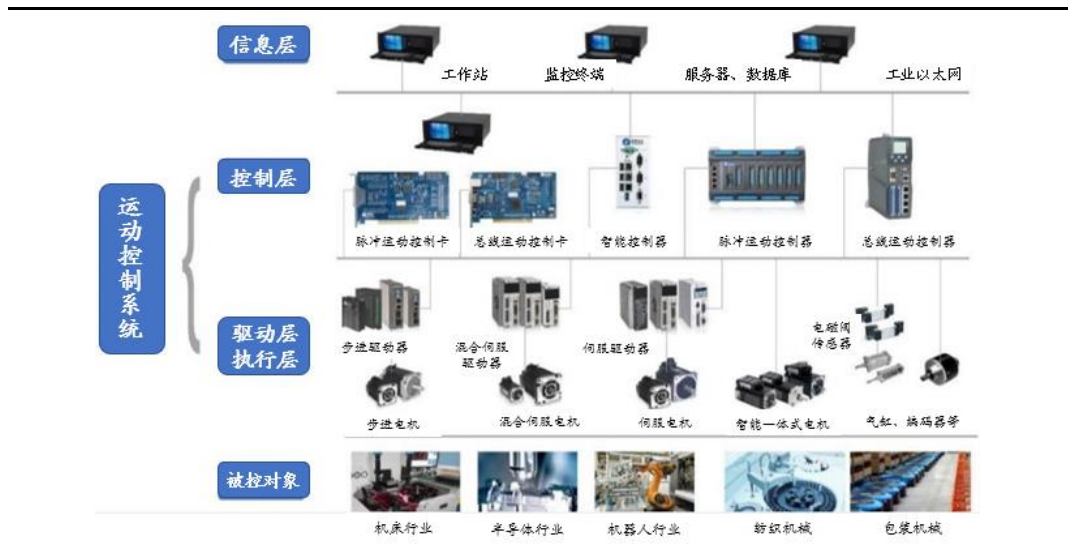 信息层
工作站
监控终端
服务器、数据库
工业以太网
控制层
脉冲运动控制卡
总线运动控制卡
智能控制器
脉冲运动控制器
总线运动控制器
运动控制系统
驱动层
执行层
步进驱动器
混合伺服
驱动器
伺服驱动器
电磁阀
传感器
步进电机
混合伺服电机
伺服电机
智能一体式电机
气缸、编码器等
被控对象
机床行业
半导体行业
机器人行业
纺织机械
包装机械